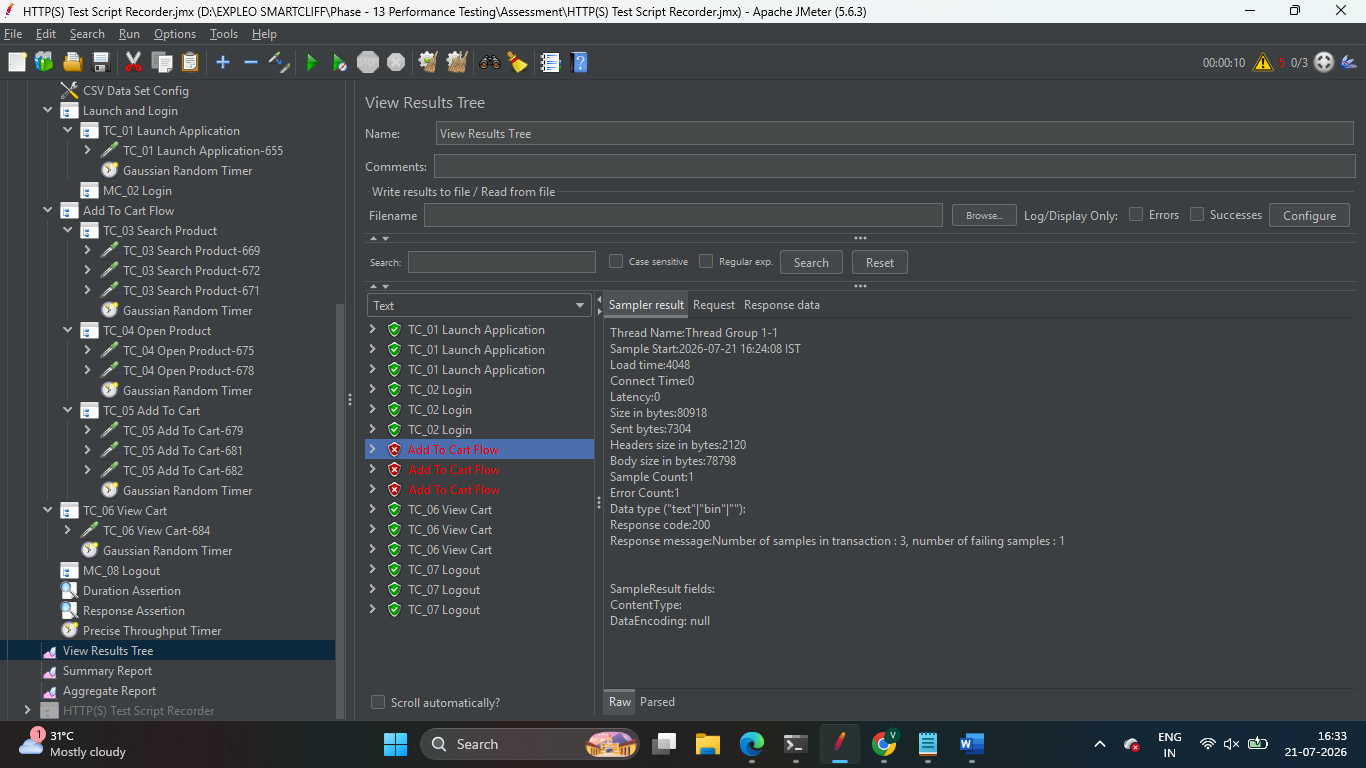 HTTP(S) Test Script Recorder.jmx (D:\EXPLEO SMARTCLIFF\Phase - 13 Performance Testing\Assessment\HTTP(S) Test Script Recorder.jmx) - Apache JMeter (5.6.3)
File Edit Search Run Options Tools Help
STOP
00:00:10 5 0/3
CSV Data Set Config
Launch and Login
TC_01 Launch Application
TC_01 Launch Application-655
Gaussian Random Timer
MC_02 Login
Add To Cart Flow
TC_03 Search Product
TC_03 Search Product-669
TC_03 Search Product-672
TC_03 Search Product-671
Gaussian Random Timer
TC_04 Open Product
TC_04 Open Product-675
TC_04 Open Product-678
Gaussian Random Timer
TC_05 Add To Cart
TC_05 Add To Cart-679
TC_05 Add To Cart-681
TC_05 Add To Cart-682
Gaussian Random Timer
TC_06 View Cart
TC_06 View Cart-684
Gaussian Random Timer
MC_08 Logout
Duration Assertion
Response Assertion
Precise Throughput Timer
View Results Tree
Summary Report
Aggregate Report
HTTP(S) Test Script Recorder
View Results Tree
Name: View Results Tree
Comments:
Write results to file / Read from file
Filename Browse... Log/Display Only: Errors Successes Configure
Search: Case sensitive Regular exp. Search Reset
Text
TC_01 Launch Application
TC_01 Launch Application
TC_01 Launch Application
TC_02 Login
TC_02 Login
TC_02 Login
Add To Cart Flow
Add To Cart Flow
Add To Cart Flow
TC_06 View Cart
TC_06 View Cart
TC_06 View Cart
TC_07 Logout
TC_07 Logout
TC_07 Logout
Scroll automatically?
Sampler result Request Response data
Thread Name:Thread Group 1-1
Sample Start:2026-07-21 16:24:08 IST
Load time:4048
Connect Time:0
Latency:0
Size in bytes:80918
Sent bytes:7304
Headers size in bytes:2120
Body size in bytes:78798
Sample Count:1
Error Count:1
Data type ("text"|"bin"|""):
Response code:200
Response message:Number of samples in transaction : 3, number of failing samples : 1
SampleResult fields:
ContentType:
DataEncoding: null
Raw Parsed
1
31°C
Mostly cloudy
Search
V
ENG
IN
16:33
21-07-2026